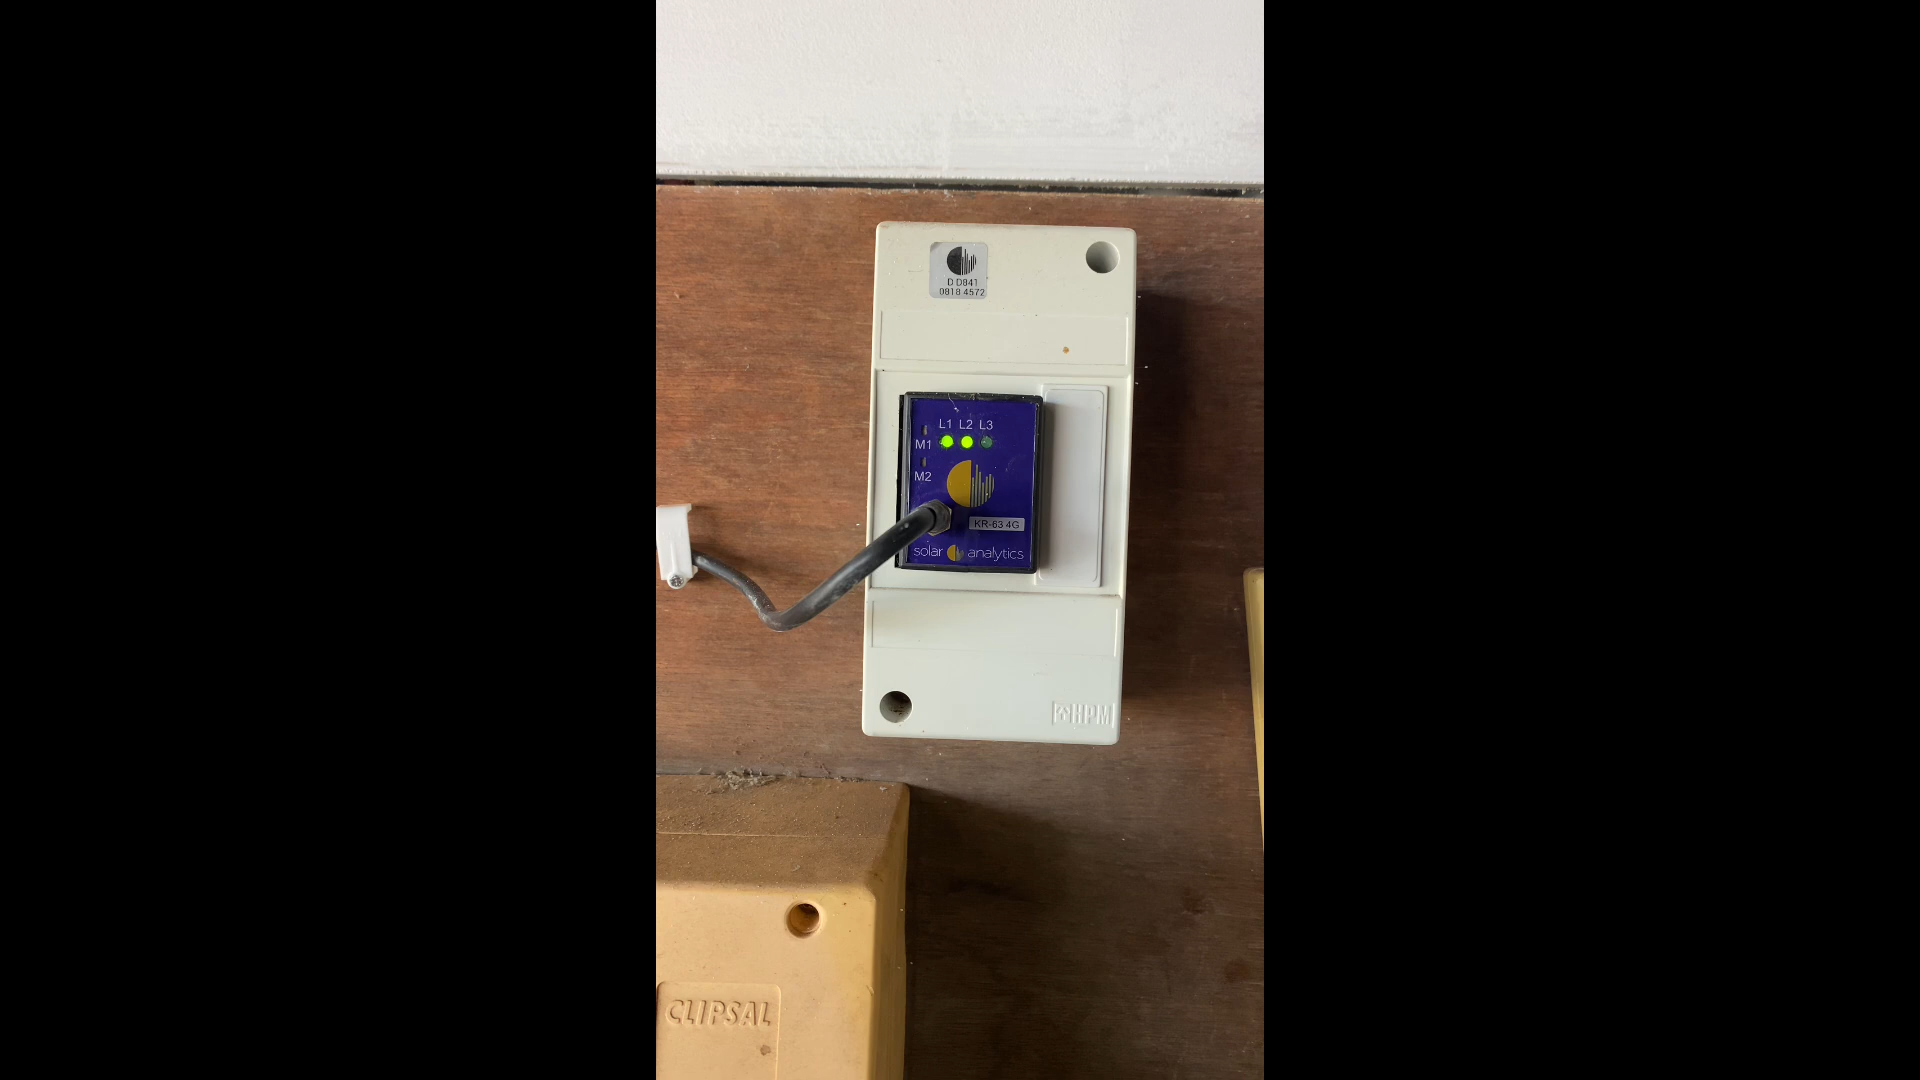 D D841
0818 4572
L1 L2 L3
M1
M2
KR-63 4G
solar analytics
HPM
CLIPSAL